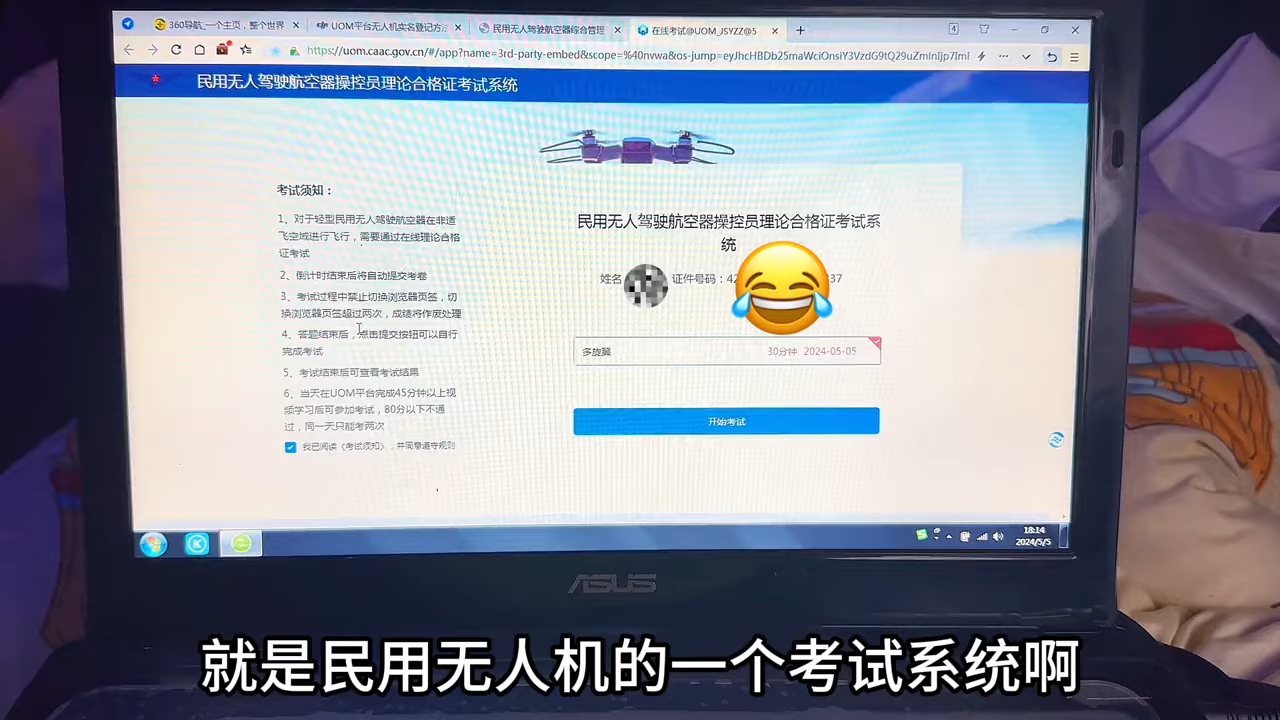 360导航_一个主页，整个世界
UOM平台无人机实名登记方法
民用无人驾驶航空器综合管理
在线考试@UOM_JSYZZ@5
4
民用无人驾驶航空器操控员理论合格证考试系统
考试须知：
1、对于轻型民用无人驾驶航空器在非适
飞空域进行飞行，需要通过在线理论合格
证考试
2、倒计时结束后将自动提交考卷
3、考试过程中禁止切换浏览器页签，切
换浏览器页签超过两次，成绩将作废处理
4、答题结束后，点击提交按钮可以自行
完成考试
5、考试结束后可查看考试结果
6、当天在UOM平台完成45分钟以上视
频学习后可参加考试，80分以下不通
过，同一天只能考两次
我已阅读《考试须知》，并同意遵守规则
民用无人驾驶航空器操控员理论合格证考试系
统
姓名 证件号码：42 37
多旋翼 30分钟 2024-05-05
开始考试
18:14
2024/5/5
ASUS
就是民用无人机的一个考试系统啊